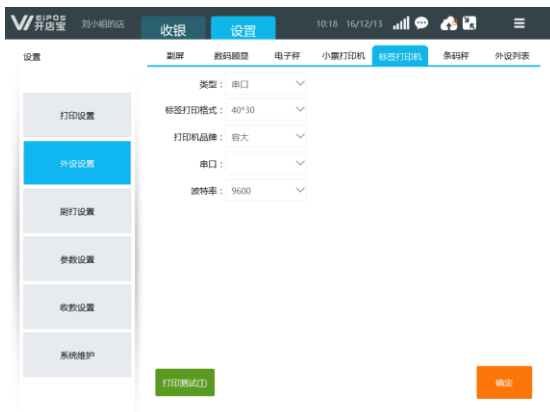 EiPOS
开店宝
刘小姐的店
收银
设置
10:18 16/12/13
设置
副屏 数码顾显 电子秤 小票打印机 标签打印机 条码秤 外设列表
打印设置
外设设置
厨打设置
参数设置
收款设置
系统维护
类型： 串口
标签打印格式： 40*30
打印机品牌： 容大
串口：
波特率： 9600
打印测试(T)
确定